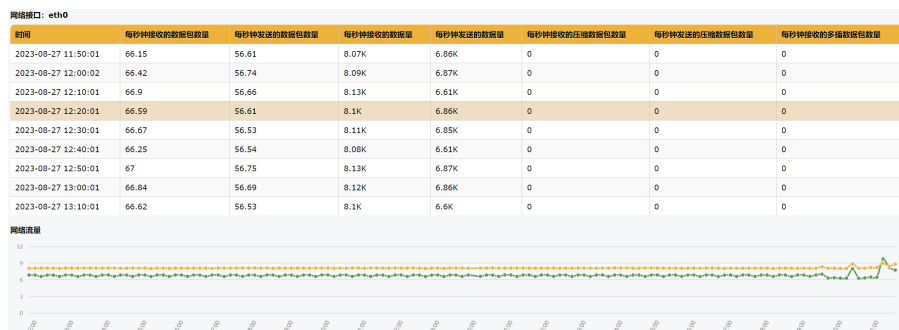 网络接口：eth0
时间 每秒钟接收的数据包数量 每秒钟发送的数据包数量 每秒钟接收的数据 每秒钟发送的数据 每秒钟接收的压缩数据包数量 每秒钟发送的压缩数据包数量 每秒钟接收的多播数据包数量
2023-08-27 11:50:01 66.15 56.61 8.07K 6.86K 0 0 0
2023-08-27 12:00:02 66.42 56.74 8.09K 6.87K 0 0 0
2023-08-27 12:10:01 66.9 56.66 8.13K 6.61K 0 0 0
2023-08-27 12:20:01 66.59 56.61 8.1K 6.86K 0 0 0
2023-08-27 12:30:01 66.67 56.53 8.11K 6.85K 0 0 0
2023-08-27 12:40:01 66.25 56.54 8.08K 6.61K 0 0 0
2023-08-27 12:50:01 67 56.75 8.13K 6.87K 0 0 0
2023-08-27 13:00:01 66.84 56.69 8.12K 6.86K 0 0 0
2023-08-27 13:10:01 66.62 56.53 8.1K 6.6K 0 0 0
网络流量
12
9
6
3
0